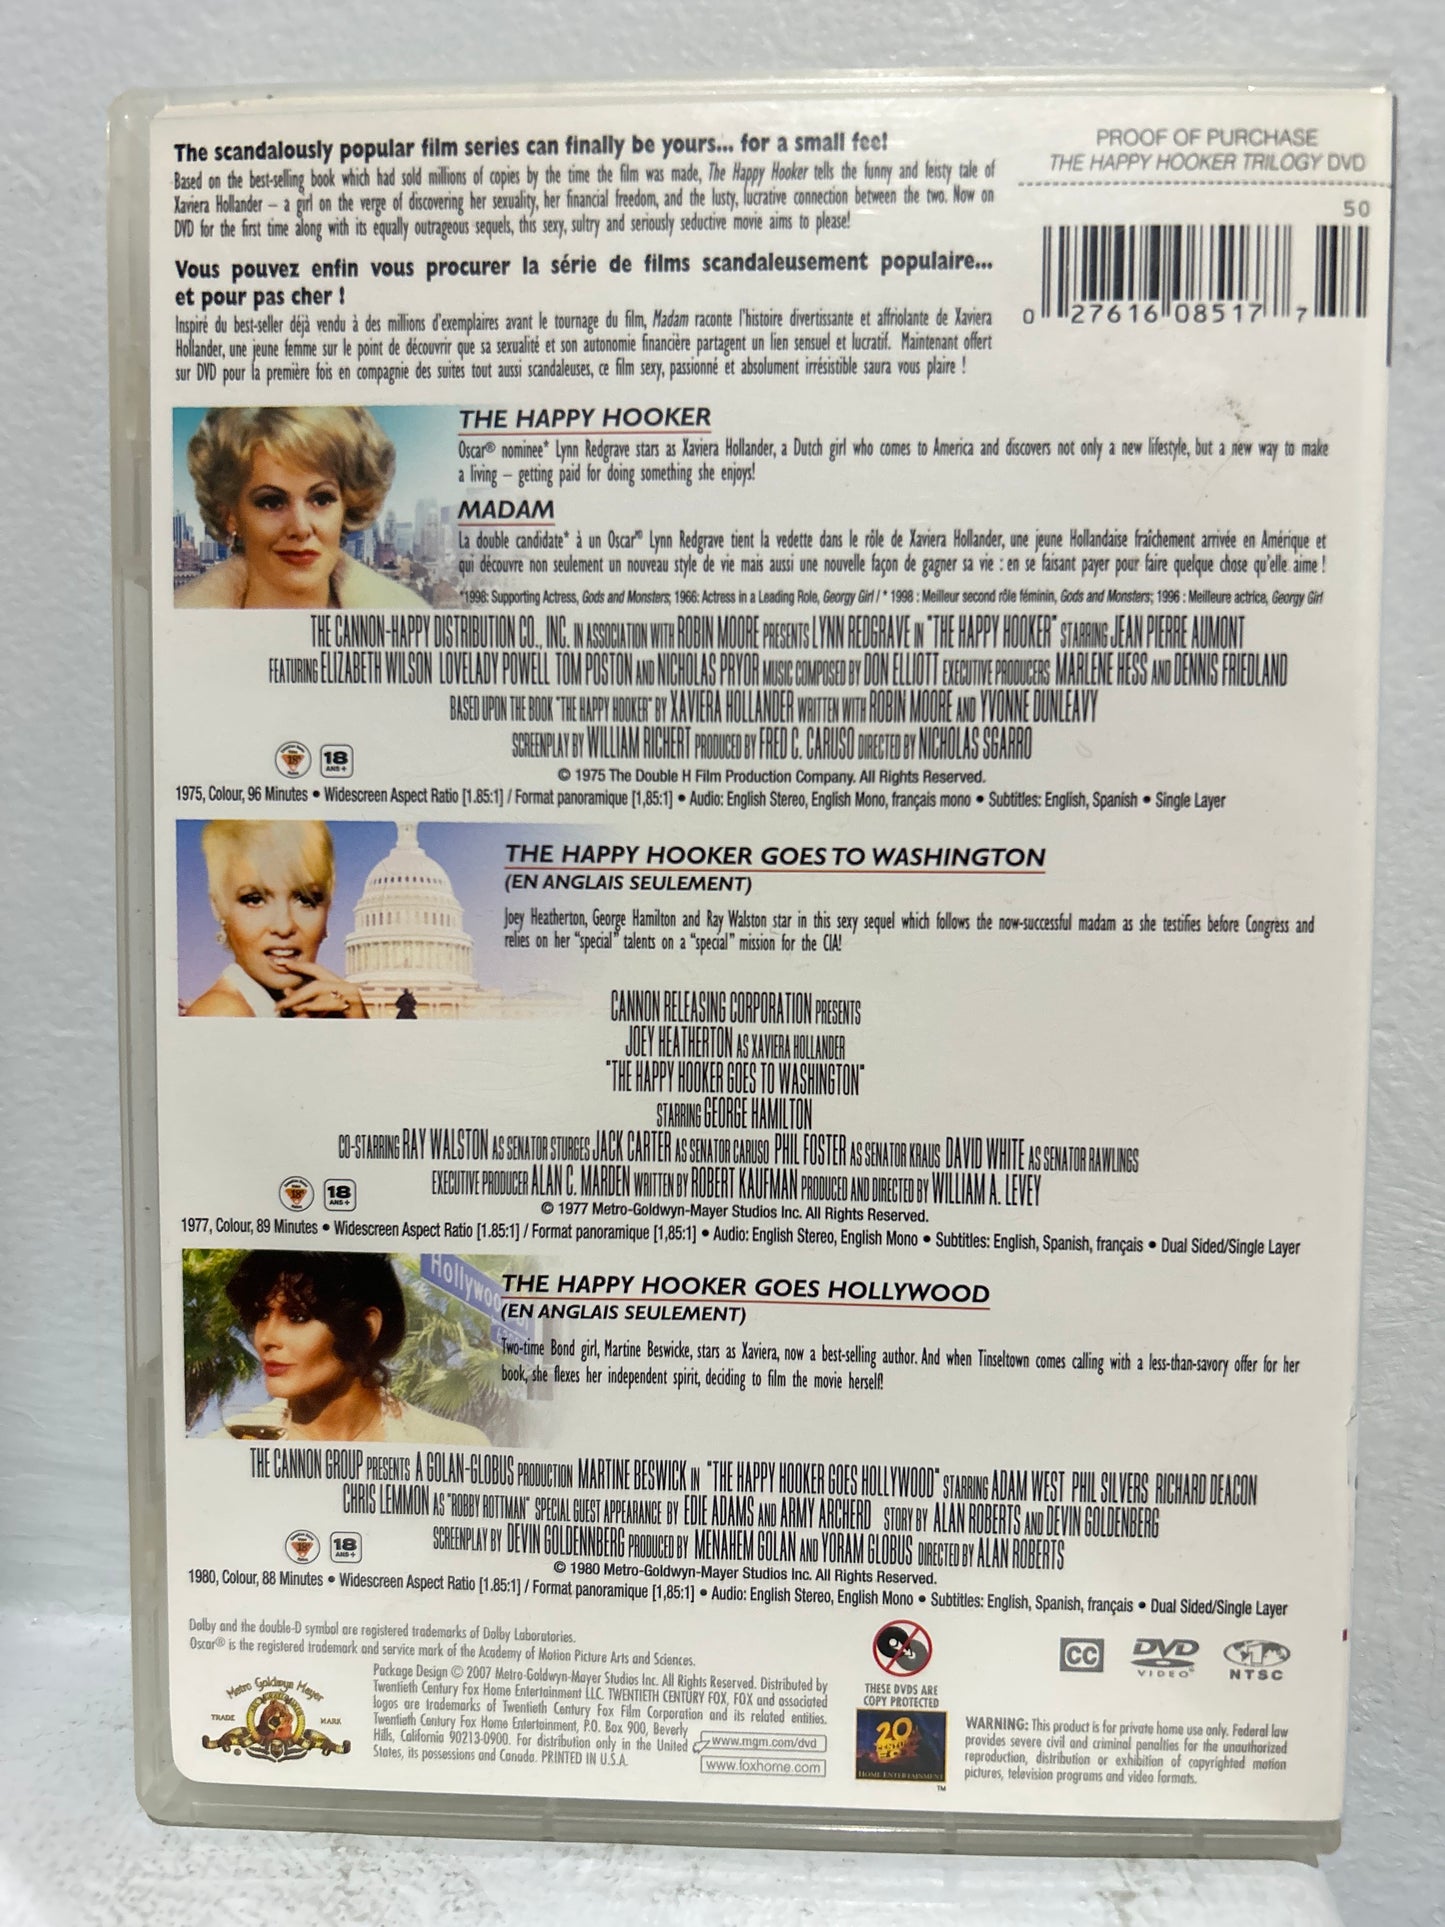 The scandalously popular film series can finally be yours... for a small fee!
Based on the best-selling book which had sold millions of copies by the time the film was made, The Happy Hooker tells the funny and feisty tale of
Xaviera Hollander – a girl on the verge of discovering her sexuality, her financial freedom, and the lusty, lucrative connection between the two. Now on
DVD for the first time along with its equally outrageous sequels, this sexy, sultry and seriously seductive movie aims to please!
Vous pouvez enfin vous procurer la série de films scandaleusement populaire...
et pour pas cher !
Inspiré du best-seller déjà vendu à des millions d'exemplaires avant le tournage du film, Madam raconte l'histoire divertissante et affriolante de Xaviera
Hollander, une jeune femme sur le point de découvrir que sa sexualité et son autonomie financière partagent un lien sensuel et lucratif. Maintenant offert
sur DVD pour la première fois en compagnie des suites tout aussi scandaleuses, ce film sexy, passionné et absolument irrésistible saura vous plaire !
PROOF OF PURCHASE
THE HAPPY HOOKER TRILOGY DVD
50
0 27616 08517 7
THE HAPPY HOOKER
Oscar® nominee* Lynn Redgrave stars as Xaviera Hollander, a Dutch girl who comes to America and discovers not only a new lifestyle, but a new way to make
a living – getting paid for doing something she enjoys!
MADAM
La double candidate* à un Oscar® Lynn Redgrave tient la vedette dans le rôle de Xaviera Hollander, une jeune Hollandaise fraîchement arrivée en Amérique et
qui découvre non seulement un nouveau style de vie mais aussi une nouvelle façon de gagner sa vie : en se faisant payer pour faire quelque chose qu'elle aime !
*1998: Supporting Actress, Gods and Monsters; 1966: Actress in a Leading Role, Georgy Girl / * 1998 : Meilleur second rôle féminin, Gods and Monsters; 1996 : Meilleure actrice, Georgy Girl
THE CANNON-HAPPY DISTRIBUTION CO., INC. IN ASSOCIATION WITH ROBIN MOORE PRESENTS LYNN REDGRAVE IN "THE HAPPY HOOKER" STARRING JEAN PIERRE AUMONT
FEATURING ELIZABETH WILSON LOVELADY POWELL TOM POSTON AND NICHOLAS PRYOR MUSIC COMPOSED BY DON ELLIOTT EXECUTIVE PRODUCERS MARLENE HESS AND DENNIS FRIEDLAND
BASED UPON THE BOOK "THE HAPPY HOOKER" BY XAVIERA HOLLANDER WRITTEN WITH ROBIN MOORE AND YVONNE DUNLEAVY
SCREENPLAY BY WILLIAM RICHERT PRODUCED BY FRED C. CARUSO DIRECTED BY NICHOLAS SGARRO
18
18 ANS +
© 1975 The Double H Film Production Company. All Rights Reserved.
1975, Colour, 96 Minutes • Widescreen Aspect Ratio [1.85:1] / Format panoramique [1,85:1] • Audio: English Stereo, English Mono, français mono • Subtitles: English, Spanish • Single Layer
THE HAPPY HOOKER GOES TO WASHINGTON
(EN ANGLAIS SEULEMENT)
Joey Heatherton, George Hamilton and Ray Walston star in this sexy sequel which follows the now-successful madam as she testifies before Congress and
relies on her "special" talents on a "special" mission for the CIA!
CANNON RELEASING CORPORATION PRESENTS
JOEY HEATHERTON AS XAVIERA HOLLANDER
"THE HAPPY HOOKER GOES TO WASHINGTON"
STARRING GEORGE HAMILTON
CO-STARRING RAY WALSTON AS SENATOR STURGES JACK CARTER AS SENATOR CARUSO PHIL FOSTER AS SENATOR KRAUS DAVID WHITE AS SENATOR RAWLINGS
EXECUTIVE PRODUCER ALAN C. MARDEN WRITTEN BY ROBERT KAUFMAN PRODUCED AND DIRECTED BY WILLIAM A. LEVEY
18
18 ANS +
© 1977 Metro-Goldwyn-Mayer Studios Inc. All Rights Reserved.
1977, Colour, 89 Minutes • Widescreen Aspect Ratio [1.85:1] / Format panoramique [1,85:1] • Audio: English Stereo, English Mono • Subtitles: English, Spanish, français • Dual Sided/Single Layer
Hollywoo
THE HAPPY HOOKER GOES HOLLYWOOD
(EN ANGLAIS SEULEMENT)
Two-time Bond girl, Martine Beswicke, stars as Xaviera, now a best-selling author. And when Tinseltown comes calling with a less-than-savory offer for her
book, she flexes her independent spirit, deciding to film the movie herself!
THE CANNON GROUP PRESENTS A GOLAN-GLOBUS PRODUCTION MARTINE BESWICK IN "THE HAPPY HOOKER GOES HOLLYWOOD" STARRING ADAM WEST PHIL SILVERS RICHARD DEACON
CHRIS LEMMON AS "ROBBY ROTTMAN" SPECIAL GUEST APPEARANCE BY EDIE ADAMS AND ARMY ARCHERD STORY BY ALAN ROBERTS AND DEVIN GOLDENBERG
SCREENPLAY BY DEVIN GOLDENNBERG PRODUCED BY MENAHEM GOLAN AND YORAM GLOBUS DIRECTED BY ALAN ROBERTS
18
18 ANS +
© 1980 Metro-Goldwyn-Mayer Studios Inc. All Rights Reserved.
1980, Colour, 88 Minutes • Widescreen Aspect Ratio [1.85:1] / Format panoramique [1,85:1] • Audio: English Stereo, English Mono • Subtitles: English, Spanish, français • Dual Sided/Single Layer
Dolby and the double-D symbol are registered trademarks of Dolby Laboratories.
Oscar® is the registered trademark and service mark of the Academy of Motion Picture Arts and Sciences.
Metro Goldwyn Mayer
TRADE MARK
Package Design © 2007 Metro-Goldwyn-Mayer Studios Inc. All Rights Reserved. Distributed by
Twentieth Century Fox Home Entertainment LLC. TWENTIETH CENTURY FOX, FOX and associated
logos are trademarks of Twentieth Century Fox Film Corporation and its related entities.
Twentieth Century Fox Home Entertainment, P.O. Box 900, Beverly
Hills, California 90213-0900. For distribution only in the United
States, its possessions and Canada. PRINTED IN U.S.A.
www.mgm.com/dvd
www.foxhome.com
THESE DVDS ARE
COPY PROTECTED
20
CENTURY
FOX
HOME ENTERTAINMENT
TM
CC
DVD
VIDEO
1
NTSC
WARNING: This product is for private home use only. Federal law
provides severe civil and criminal penalties for the unauthorized
reproduction, distribution or exhibition of copyrighted motion
pictures, television programs and video formats.